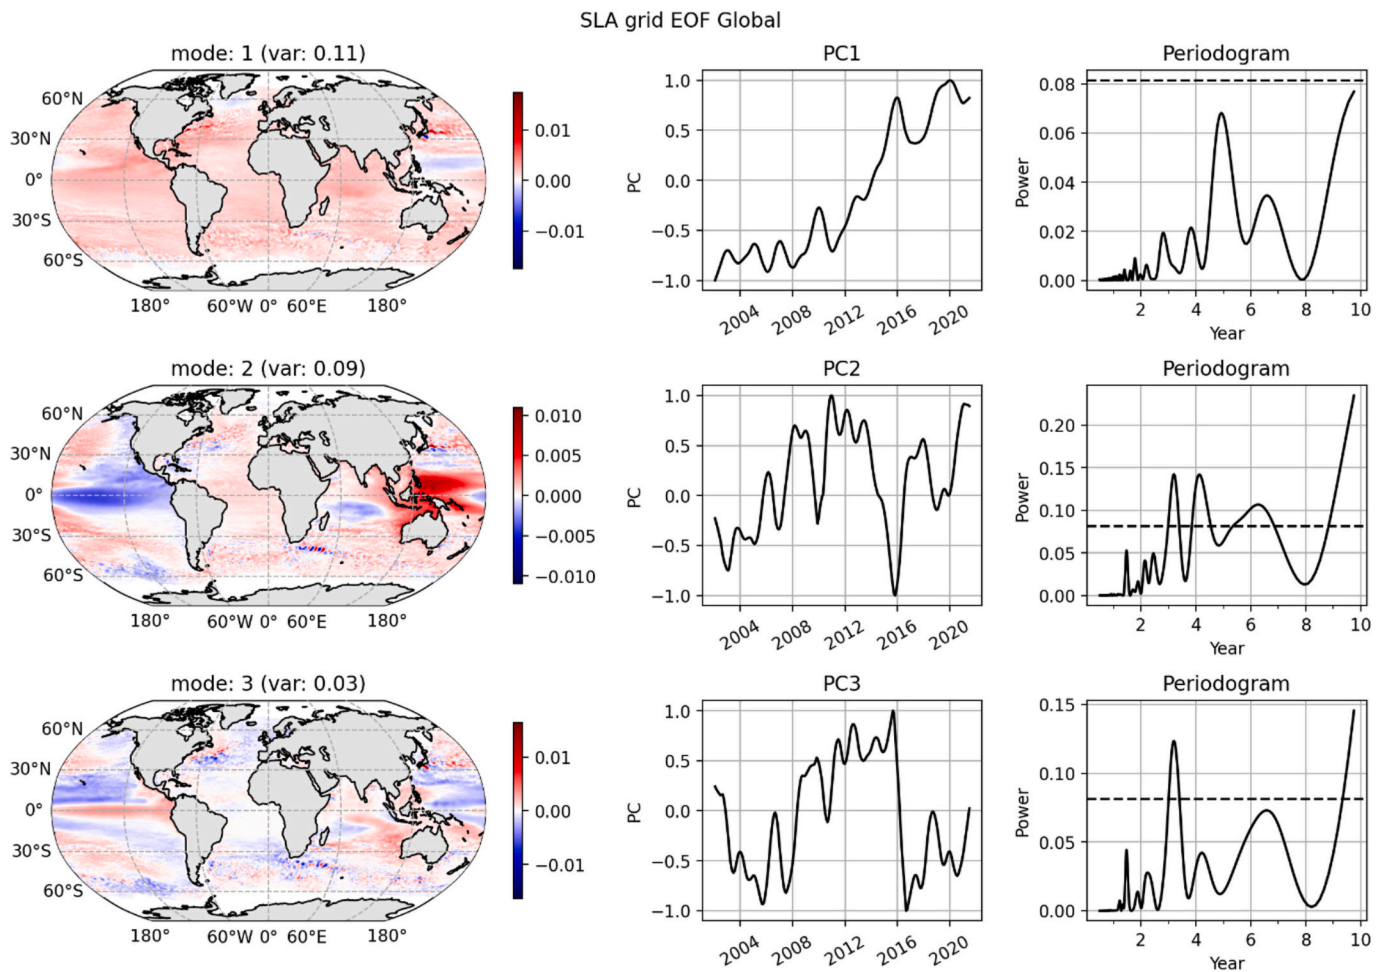 SLA grid EOF Global
mode: 1 (var: 0.11)
60°N
30°N
0°
30°S
60°S
180°
60°W 0° 60°E
180°
0.01
0.00
−0.01
PC1
PC
1.0
0.5
0.0
−0.5
−1.0
2004
2008
2012
2016
2020
Periodogram
Power
0.08
0.06
0.04
0.02
0.00
2
4
6
8
10
Year
mode: 2 (var: 0.09)
60°N
30°N
0°
30°S
60°S
180°
60°W 0° 60°E
180°
0.010
0.005
0.000
−0.005
−0.010
PC2
PC
1.0
0.5
0.0
−0.5
−1.0
2004
2008
2012
2016
2020
Periodogram
Power
0.20
0.15
0.10
0.05
0.00
2
4
6
8
10
Year
mode: 3 (var: 0.03)
60°N
30°N
0°
30°S
60°S
180°
60°W 0° 60°E
180°
0.01
0.00
−0.01
PC3
PC
1.0
0.5
0.0
−0.5
−1.0
2004
2008
2012
2016
2020
Periodogram
Power
0.15
0.10
0.05
0.00
2
4
6
8
10
Year